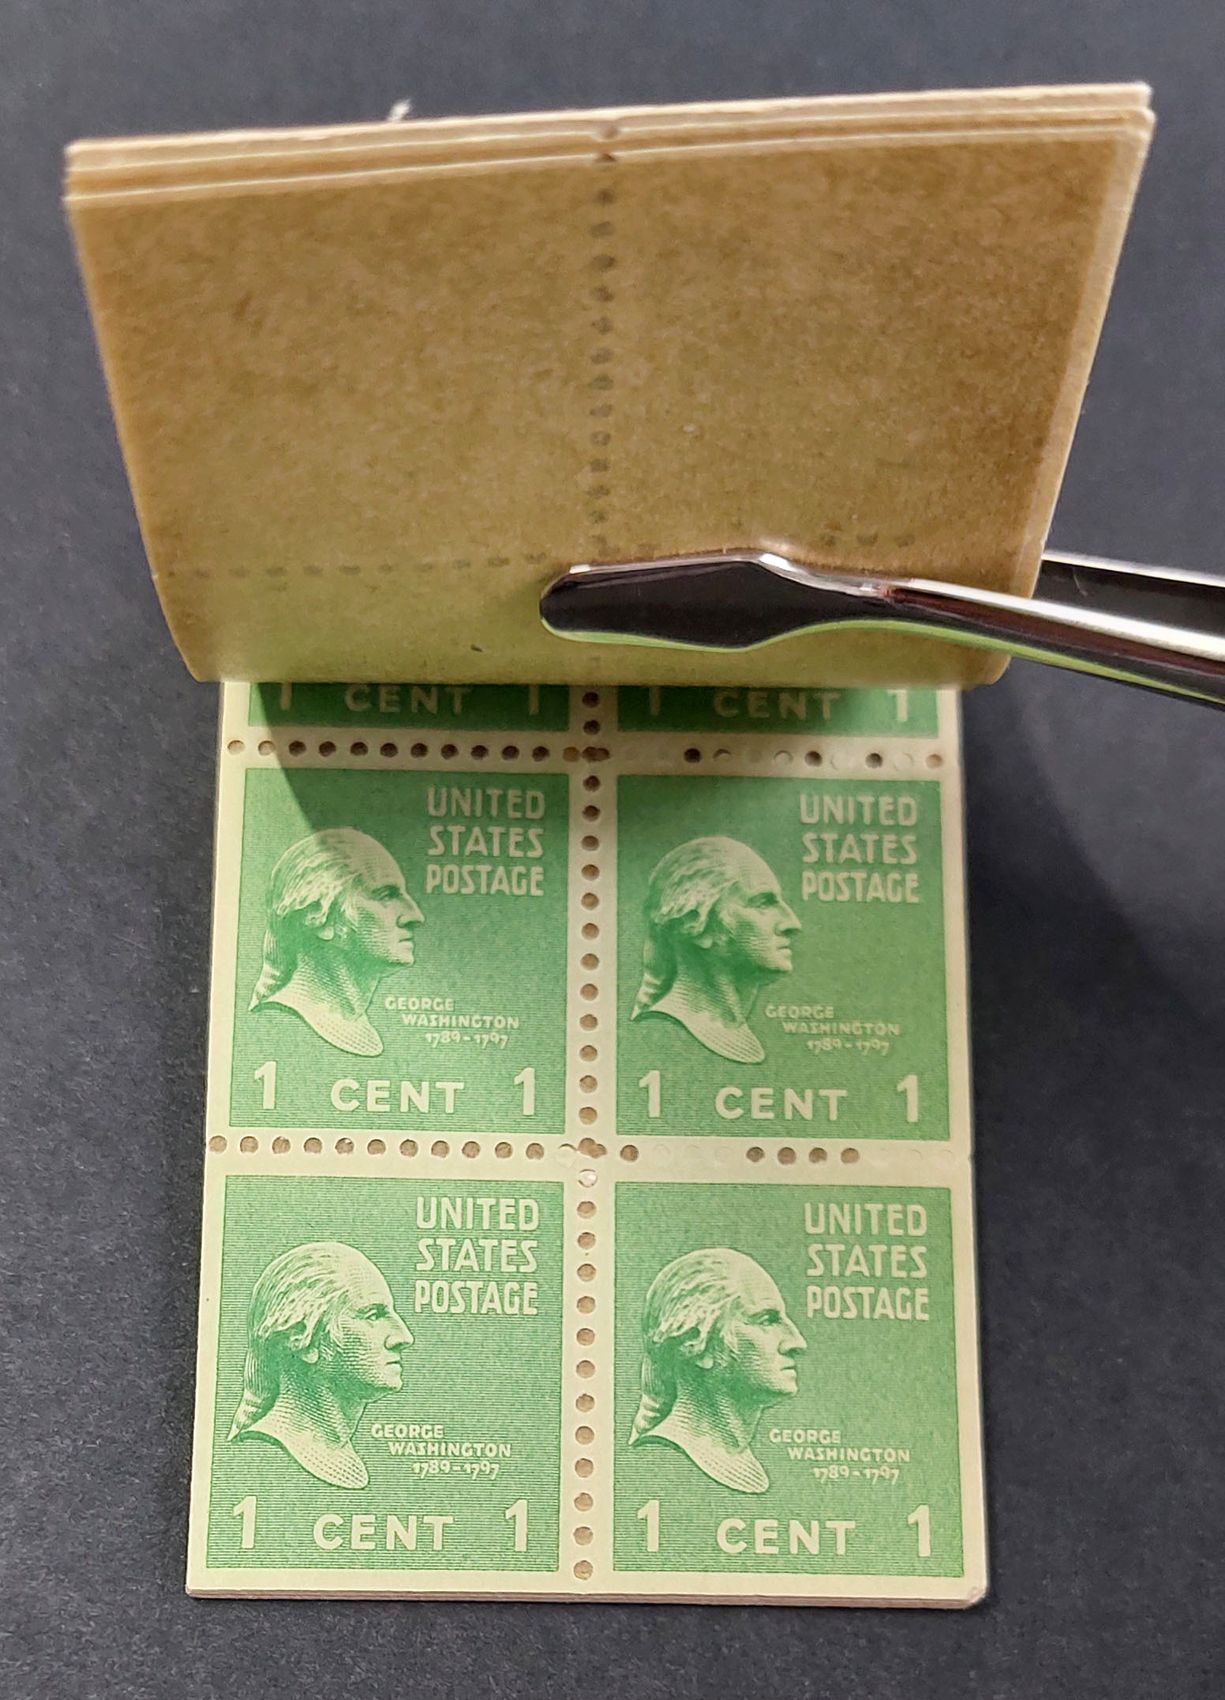 1 CENT 1
1 CENT 1
UNITED
STATES
POSTAGE
GEORGE
WASHINGTON
1789-1797
1 CENT 1
UNITED
STATES
POSTAGE
GEORGE
WASHINGTON
1789-1797
1 CENT 1
UNITED
STATES
POSTAGE
GEORGE
WASHINGTON
1789-1797
1 CENT 1
UNITED
STATES
POSTAGE
GEORGE
WASHINGTON
1789-1797
1 CENT 1